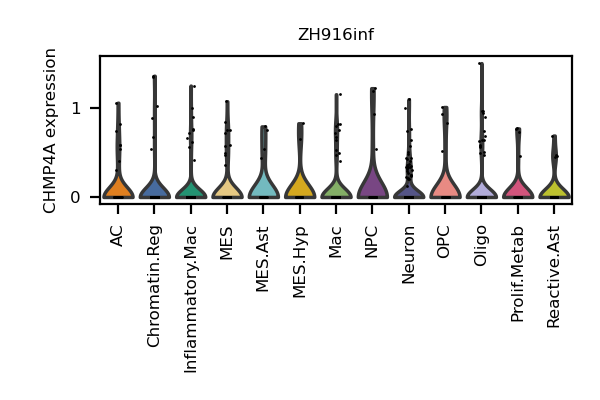 ZH916inf
CHMP4A expression
1
0
AC
Chromatin.Reg
Inflammatory.Mac
MES
MES.Ast
MES.Hyp
Mac
NPC
Neuron
OPC
Oligo
Prolif.Metab
Reactive.Ast